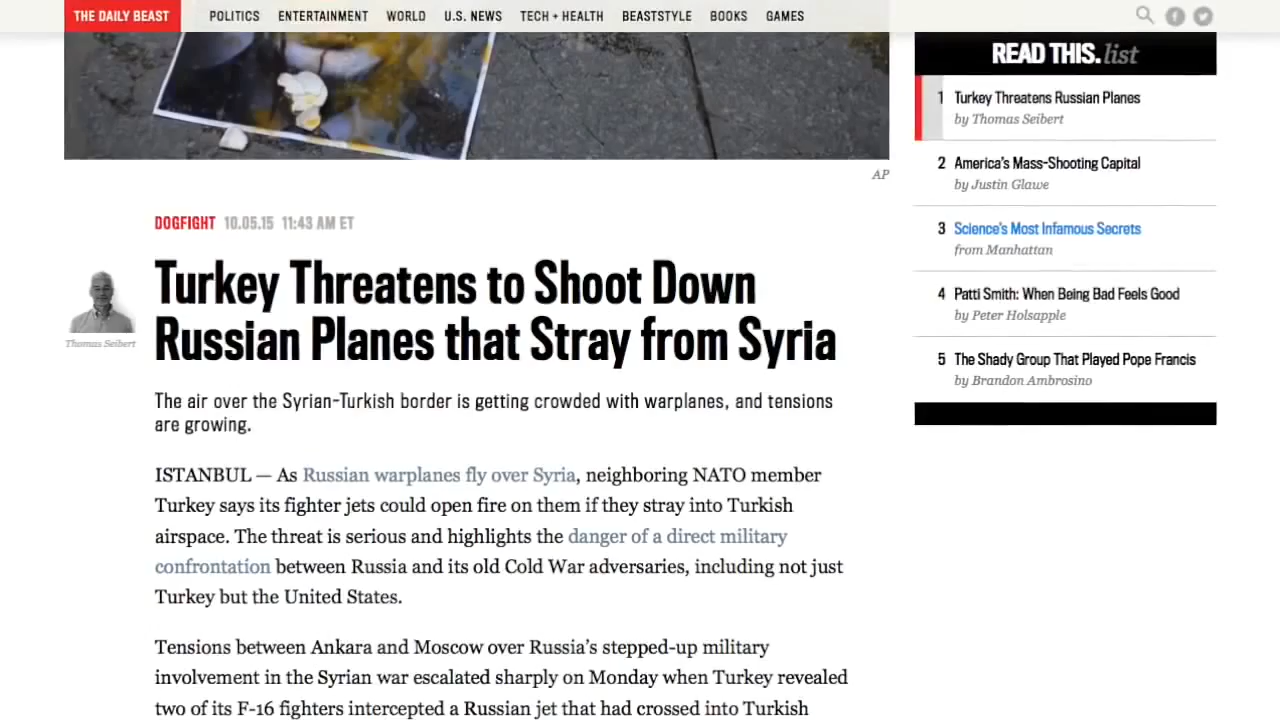 THE DAILY BEAST
POLITICS ENTERTAINMENT WORLD U.S. NEWS TECH + HEALTH BEASTSTYLE BOOKS GAMES
AP
DOGFIGHT 10.05.15 11:43 AM ET
Thomas Seibert
Turkey Threatens to Shoot Down
Russian Planes that Stray from Syria
The air over the Syrian-Turkish border is getting crowded with warplanes, and tensions
are growing.
ISTANBUL — As Russian warplanes fly over Syria, neighboring NATO member
Turkey says its fighter jets could open fire on them if they stray into Turkish
airspace. The threat is serious and highlights the danger of a direct military
confrontation between Russia and its old Cold War adversaries, including not just
Turkey but the United States.
Tensions between Ankara and Moscow over Russia's stepped-up military
involvement in the Syrian war escalated sharply on Monday when Turkey revealed
two of its F-16 fighters intercepted a Russian jet that had crossed into Turkish
READ THIS.list
1 Turkey Threatens Russian Planes
by Thomas Seibert
2 America's Mass-Shooting Capital
by Justin Glawe
3 Science's Most Infamous Secrets
from Manhattan
4 Patti Smith: When Being Bad Feels Good
by Peter Holsapple
5 The Shady Group That Played Pope Francis
by Brandon Ambrosino